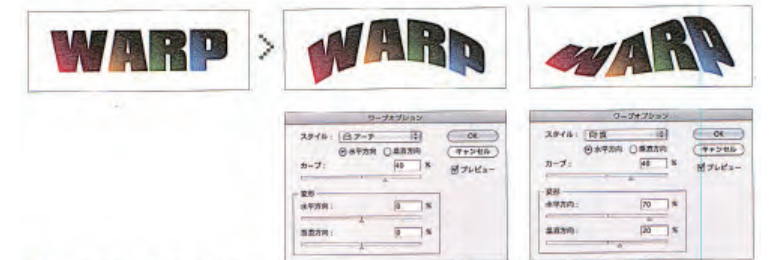 WARP
WARP
WARP
ワープオプション
スタイル: アーチ
OK
水平方向 垂直方向
キャンセル
カーブ: 40 %
プレビュー
変形
水平方向: 0 %
垂直方向: 0 %
ワープオプション
スタイル: 旗
OK
水平方向 垂直方向
キャンセル
カーブ: 40 %
プレビュー
変形
水平方向: 70 %
垂直方向: 20 %